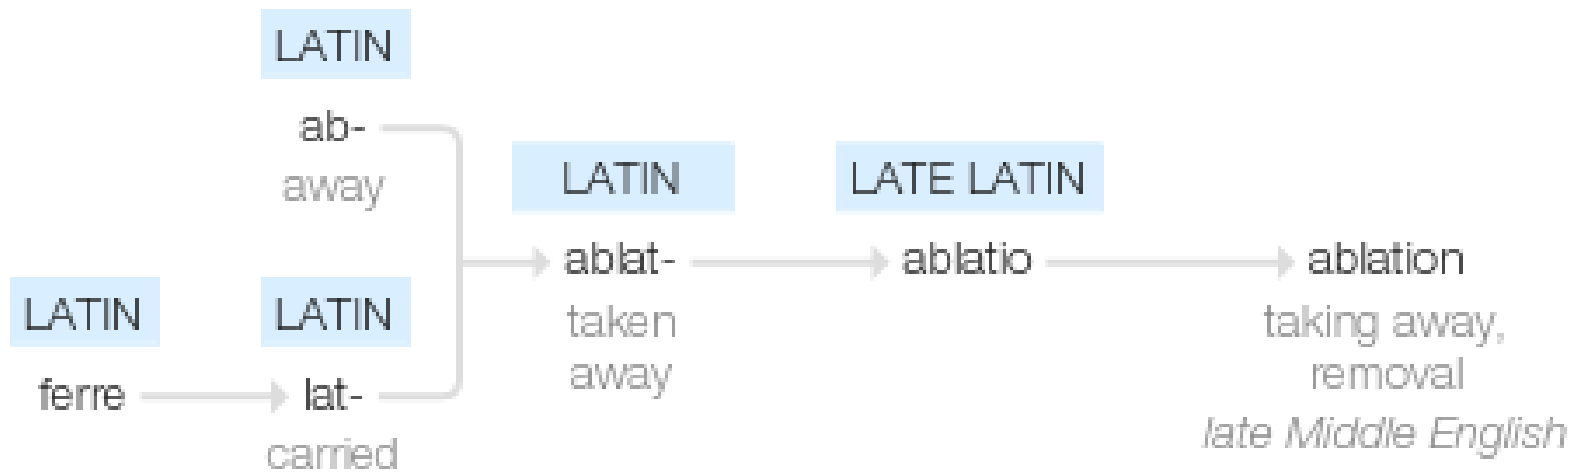 LATIN
ab-
away
LATIN
LATE LATIN
ablat-
ablatio
ablation
LATIN
LATIN
taken
away
taking away,
removal
ferre
lat-
carried
late Middle English